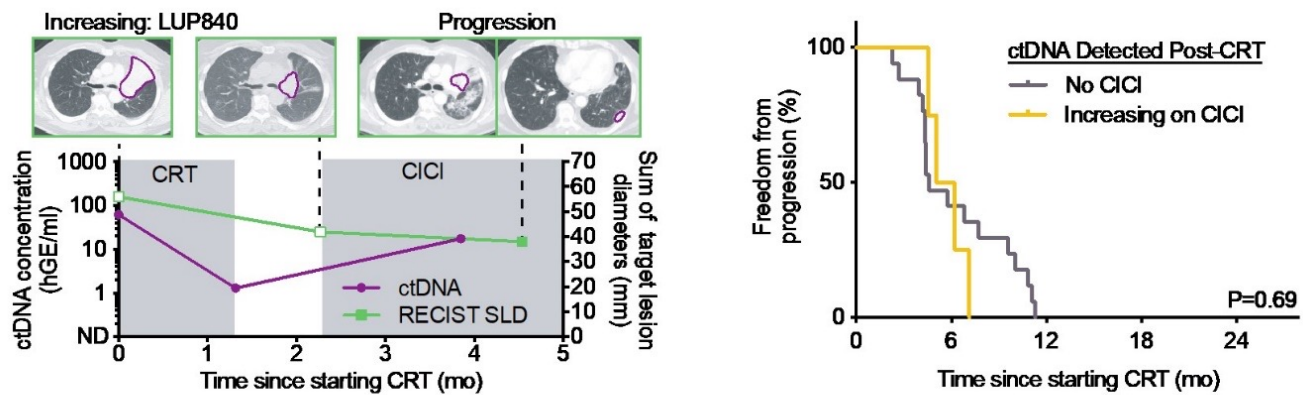 Increasing: LUP840
Progression
ctDNA concentration
(hGE/ml)
1000
100
10
1
ND
CRT
CICI
ctDNA
RECIST SLD
70
60
50
40
30
20
10
0
Sum of target lesion
diameters (mm)
0 1 2 3 4 5
Time since starting CRT (mo)
Freedom from
progression (%)
100
50
0
ctDNA Detected Post-CRT
No CICI
Increasing on CICI
P=0.69
0 6 12 18 24
Time since starting CRT (mo)